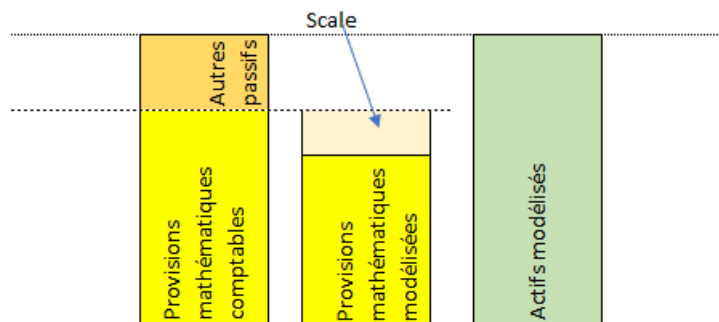 Scale
Autres
passifs
Provisions
mathématiques
comptables
Provisions
mathématiques
modélisées
Actifs modélisés